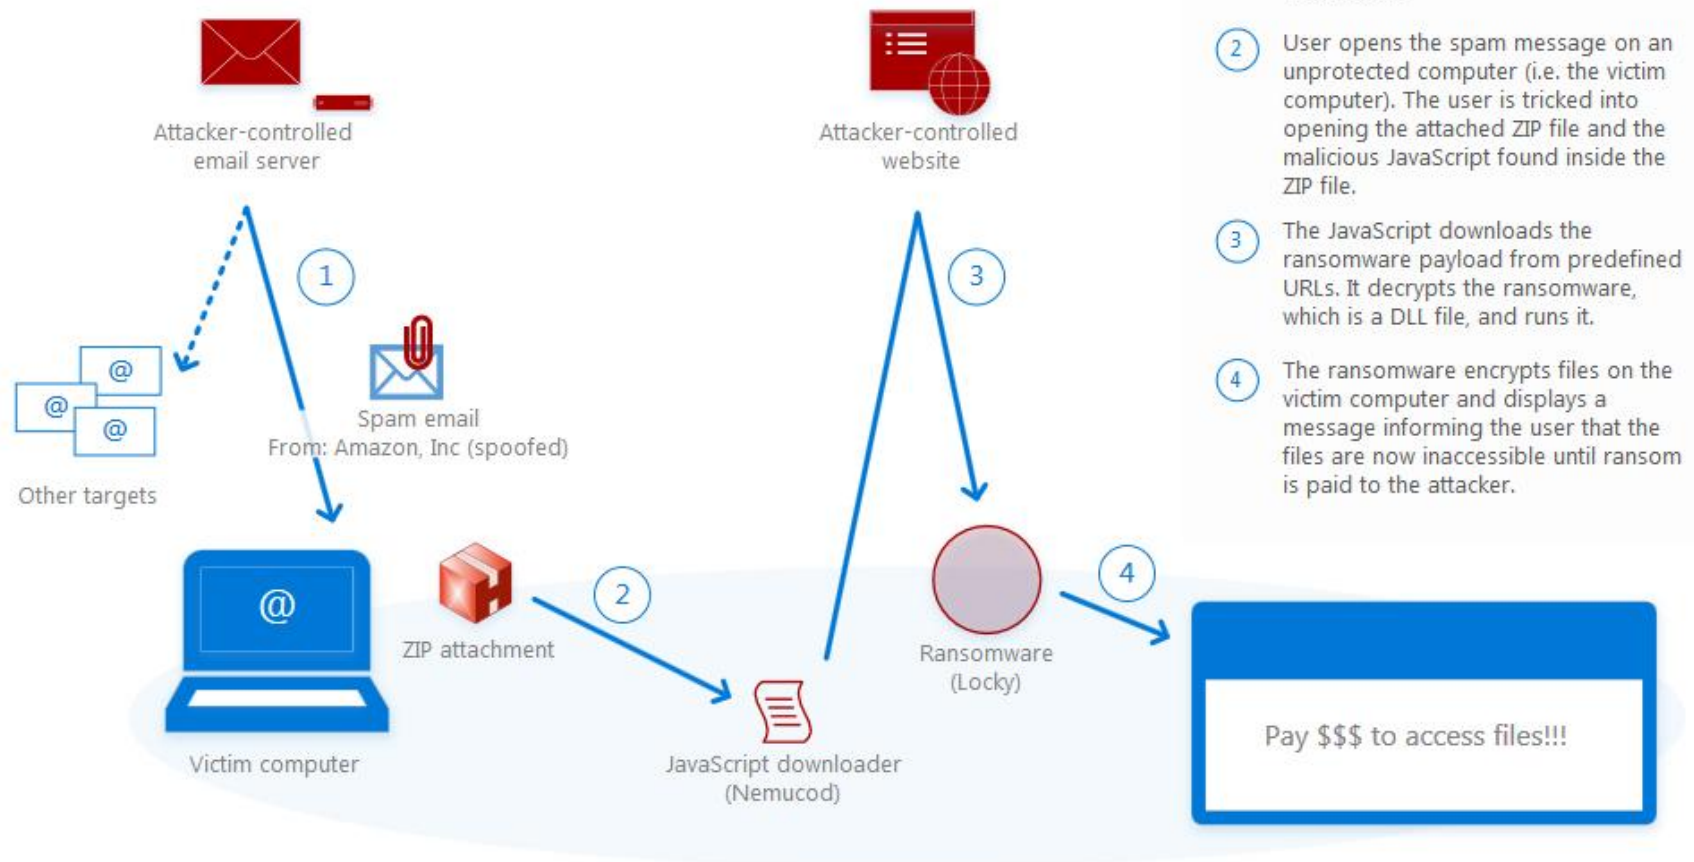 Attacker-controlled
email server
Attacker-controlled
website
1
3
@
@
@
Other targets
Spam email
From: Amazon, Inc (spoofed)
@
Victim computer
ZIP attachment
2
JavaScript downloader
(Nemucod)
Ransomware
(Locky)
4
Pay $$$ to access files!!!
2
User opens the spam message on an
unprotected computer (i.e. the victim
computer). The user is tricked into
opening the attached ZIP file and the
malicious JavaScript found inside the
ZIP file.
3
The JavaScript downloads the
ransomware payload from predefined
URLs. It decrypts the ransomware,
which is a DLL file, and runs it.
4
The ransomware encrypts files on the
victim computer and displays a
message informing the user that the
files are now inaccessible until ransom
is paid to the attacker.